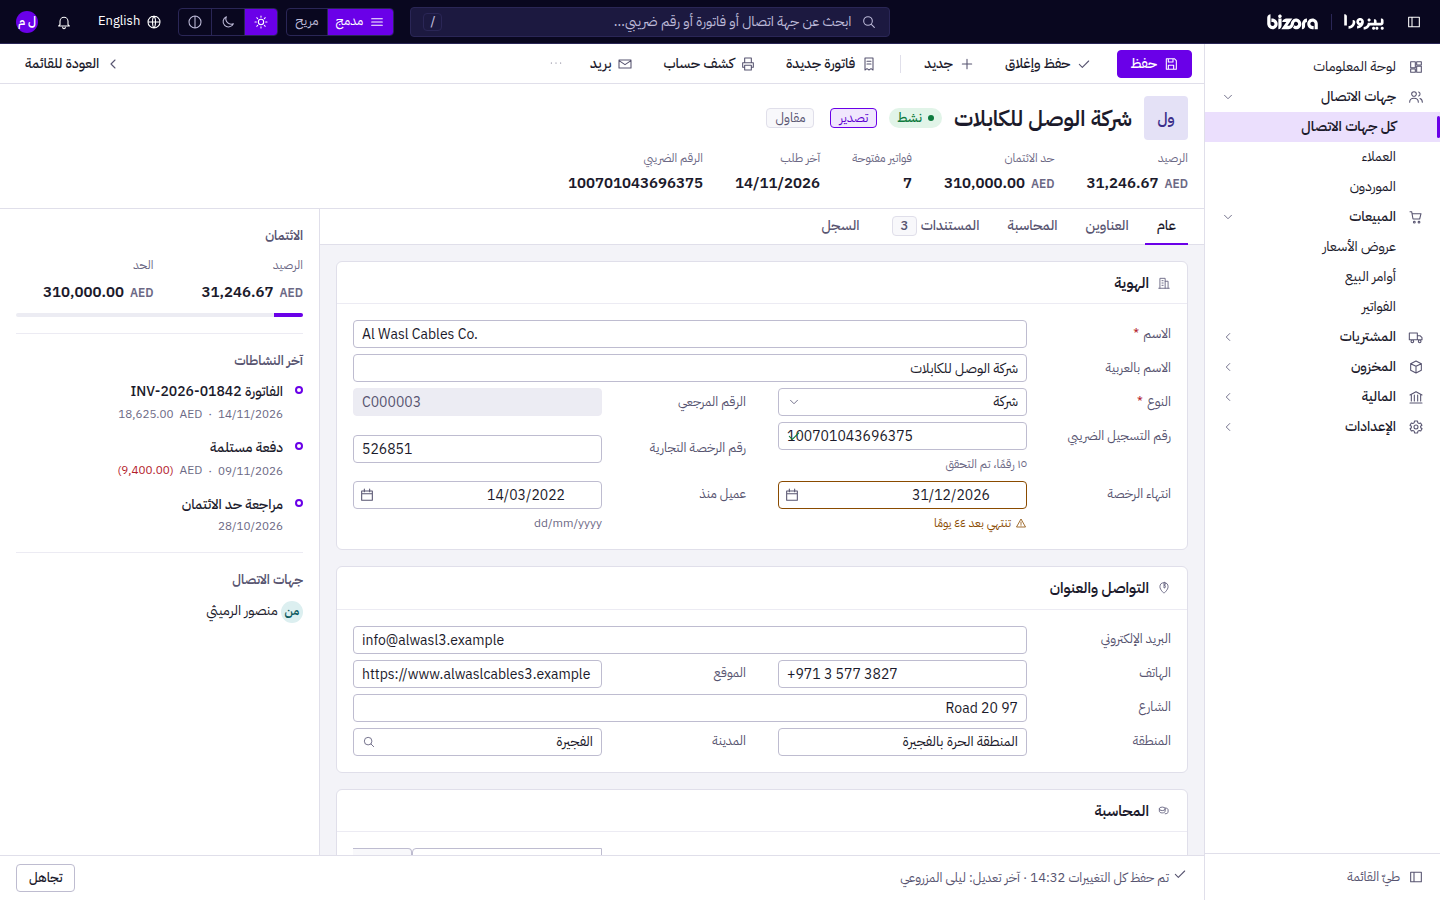 بيزورا bizora
ابحث عن جهة اتصال أو فاتورة أو رقم ضريبي... /
مدمج مريح
English
ل م
لوحة المعلومات
جهات الاتصال
كل جهات الاتصال
العملاء
الموردون
المبيعات
عروض الأسعار
أوامر البيع
الفواتير
المشتريات
المخزون
المالية
الإعدادات
طيّ القائمة
حفظ حفظ وإغلاق جديد فاتورة جديدة كشف حساب بريد ...
العودة للقائمة
ول شركة الوصل للكابلات نشط تصدير مقاول
الرصيد حد الائتمان فواتير مفتوحة آخر طلب الرقم الضريبي
AED 31,246.67 AED 310,000.00 7 14/11/2026 100701043696375
عام العناوين المحاسبة المستندات 3 السجل
الهوية
الاسم * Al Wasl Cables Co.
الاسم بالعربية شركة الوصل للكابلات
النوع * شركة الرقم المرجعي C000003
رقم التسجيل الضريبي 100701043696375 رقم الرخصة التجارية 526851
١٥ رقمًا، تم التحقق
انتهاء الرخصة 31/12/2026 عميل منذ 14/03/2022
تنتهي بعد ٤٤ يومًا dd/mm/yyyy
التواصل والعنوان
البريد الإلكتروني info@alwasl3.example
الهاتف +971 3 577 3827 الموقع https://www.alwaslcables3.example
الشارع Road 20 97
المنطقة المنطقة الحرة بالفجيرة المدينة الفجيرة
المحاسبة
الائتمان
الرصيد الحد
AED 31,246.67 AED 310,000.00
آخر النشاطات
الفاتورة INV-2026-01842
14/11/2026 · AED 18,625.00
دفعة مستلمة
09/11/2026 · AED (9,400.00)
مراجعة حد الائتمان
28/10/2026
جهات الاتصال
من منصور الرميثي
تم حفظ كل التغييرات 14:32 · آخر تعديل: ليلى المزروعي
تجاهل